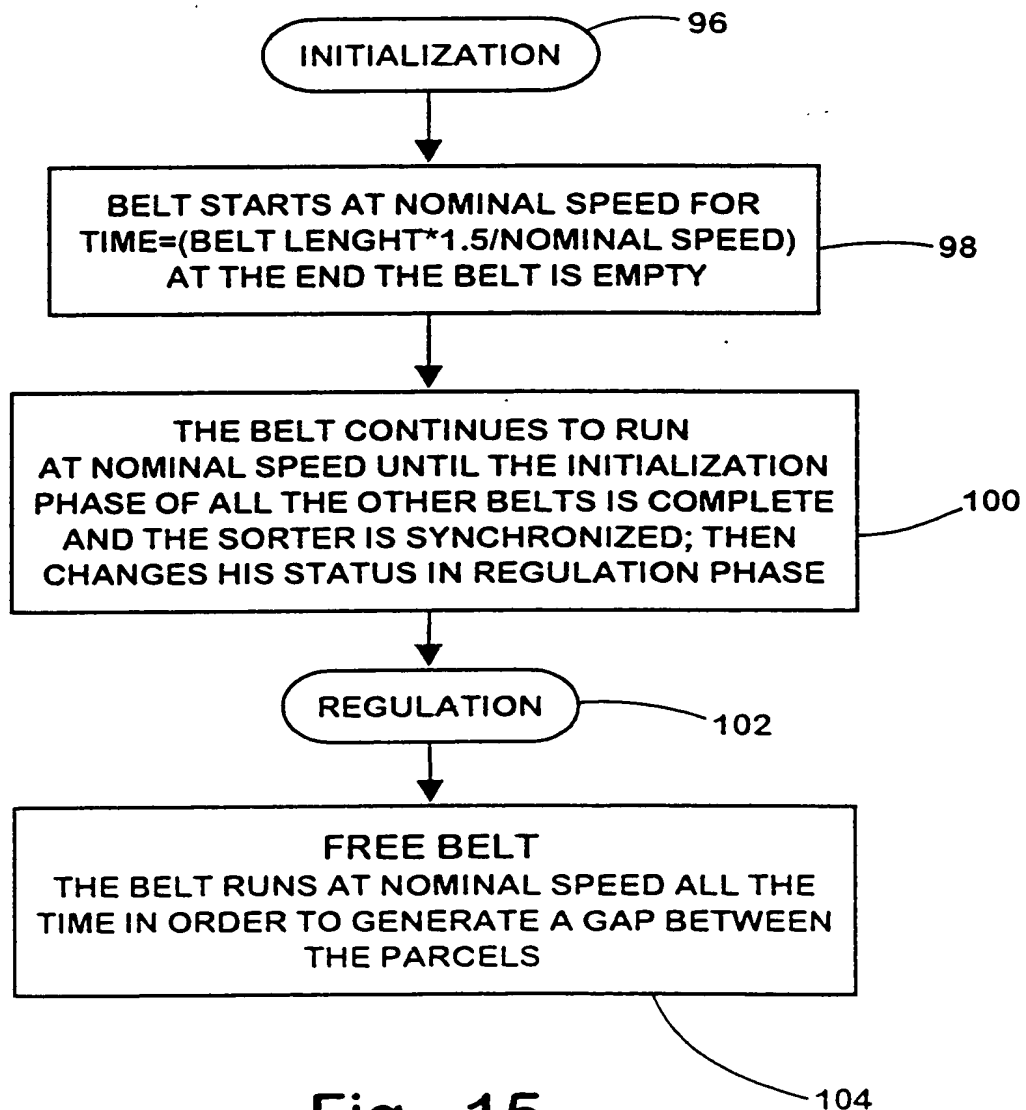 96
INITIALIZATION
BELT STARTS AT NOMINAL SPEED FOR
TIME=(BELT LENGHT*1.5/NOMINAL SPEED)
AT THE END THE BELT IS EMPTY
98
THE BELT CONTINUES TO RUN
AT NOMINAL SPEED UNTIL THE INITIALIZATION
PHASE OF ALL THE OTHER BELTS IS COMPLETE
AND THE SORTER IS SYNCHRONIZED; THEN
CHANGES HIS STATUS IN REGULATION PHASE
100
REGULATION
102
FREE BELT
THE BELT RUNS AT NOMINAL SPEED ALL THE
TIME IN ORDER TO GENERATE A GAP BETWEEN
THE PARCELS
104
Fig. 15